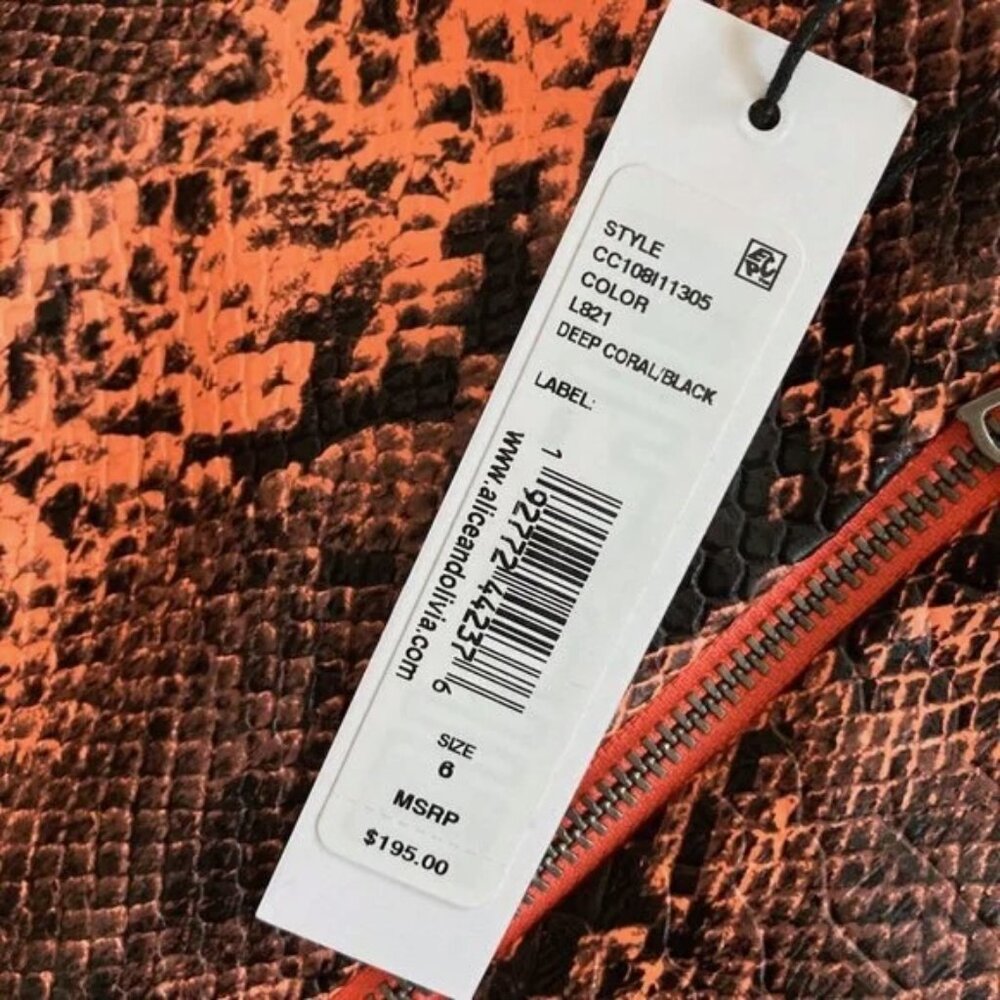 STYLE
CC108I11305
COLOR
L821
DEEP CORAL/BLACK
EPC
LABEL:
1 92772 44237 6
www.aliceandolivia.com
SIZE
6
MSRP
$195.00